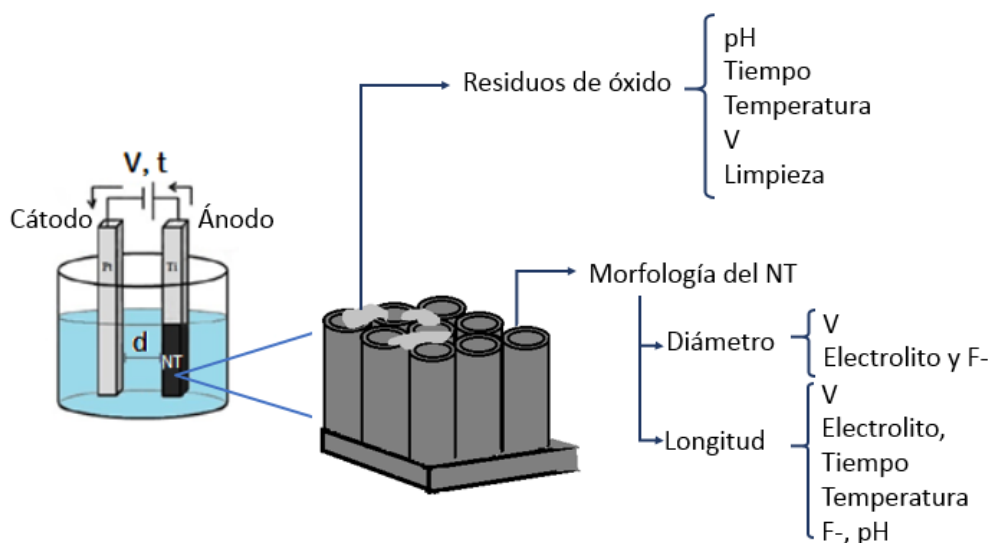 Residuos de óxido
pH
Tiempo
Temperatura
V
Limpieza
V, t
Cátodo
Ánodo
Pt
Ti
d
NT
Morfología del NT
Diámetro
V
Electrolito y F-
Longitud
V
Electrolito,
Tiempo
Temperatura
F-, pH